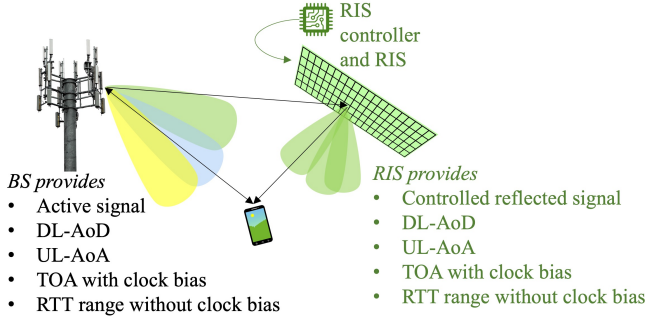 RIS
controller
and RIS
BS provides
• Active signal
• DL-AoD
• UL-AoA
• TOA with clock bias
• RTT range without clock bias
RIS provides
• Controlled reflected signal
• DL-AoD
• UL-AoA
• TOA with clock bias
• RTT range without clock bias